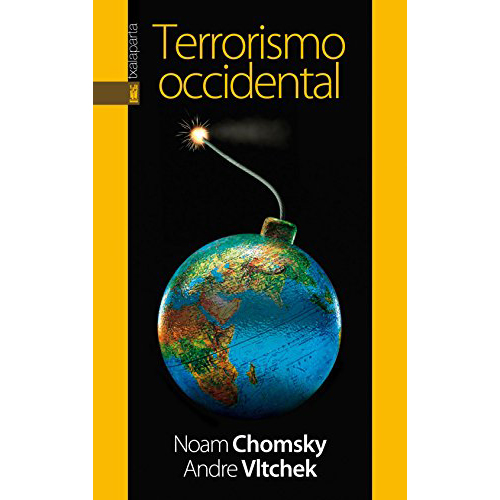 txalaparta
Terrorismo
occidental
Noam Chomsky
Andre Vltchek